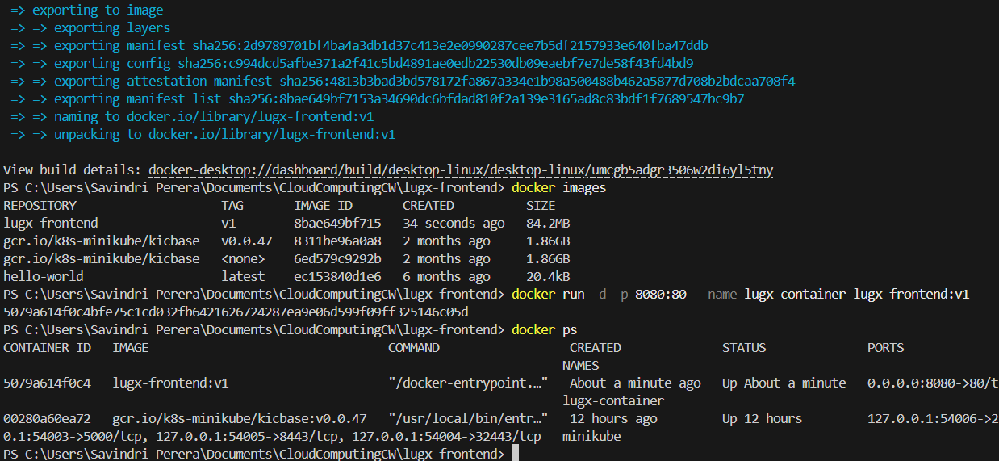 => exporting to image
=> => exporting layers
=> => exporting manifest sha256:2d9789701bf4ba4a3db1d37c413e2e0990287cee7b5df2157933e640fba47ddb
=> => exporting config sha256:c994dcd5afbe371a2f41c5bd4891ae0edb22530db09eaebf7e7de58f43fd4bd9
=> => exporting attestation manifest sha256:4813b3bad3bd578172fa867a334e1b98a500488b462a5877d708b2bdcaa708f4
=> => exporting manifest list sha256:8bae649bf7153a34690dc6bfdad810f2a139e3165ad8c83bdf1f7689547bc9b7
=> => naming to docker.io/library/lugx-frontend:v1
=> => unpacking to docker.io/library/lugx-frontend:v1
View build details: docker-desktop://dashboard/build/desktop-linux/desktop-linux/umcgb5adgr3506w2di6yl5tny
PS C:\Users\Savindri Perera\Documents\CloudComputingCW\lugx-frontend> docker images
REPOSITORY TAG IMAGE ID CREATED SIZE
lugx-frontend v1 8bae649bf715 34 seconds ago 84.2MB
gcr.io/k8s-minikube/kicbase v0.0.47 8311be96a0a8 2 months ago 1.86GB
gcr.io/k8s-minikube/kicbase <none> 6ed579c9292b 2 months ago 1.86GB
hello-world latest ec153840d1e6 6 months ago 20.4kB
PS C:\Users\Savindri Perera\Documents\CloudComputingCW\lugx-frontend> docker run -d -p 8080:80 --name lugx-container lugx-frontend:v1
5079a614f0c4bfe75c1cd032fb6421626724287ea9e06d599f09ff325146c05d
PS C:\Users\Savindri Perera\Documents\CloudComputingCW\lugx-frontend> docker ps
CONTAINER ID IMAGE COMMAND CREATED STATUS PORTS
NAMES
5079a614f0c4 lugx-frontend:v1 "/docker-entrypoint.…" About a minute ago Up About a minute 0.0.0.0:8080->80/t
lugx-container
00280a60ea72 gcr.io/k8s-minikube/kicbase:v0.0.47 "/usr/local/bin/entr…" 12 hours ago Up 12 hours 127.0.0.1:54006->2
0.1:54003->5000/tcp, 127.0.0.1:54005->8443/tcp, 127.0.0.1:54004->32443/tcp minikube
PS C:\Users\Savindri Perera\Documents\CloudComputingCW\lugx-frontend>